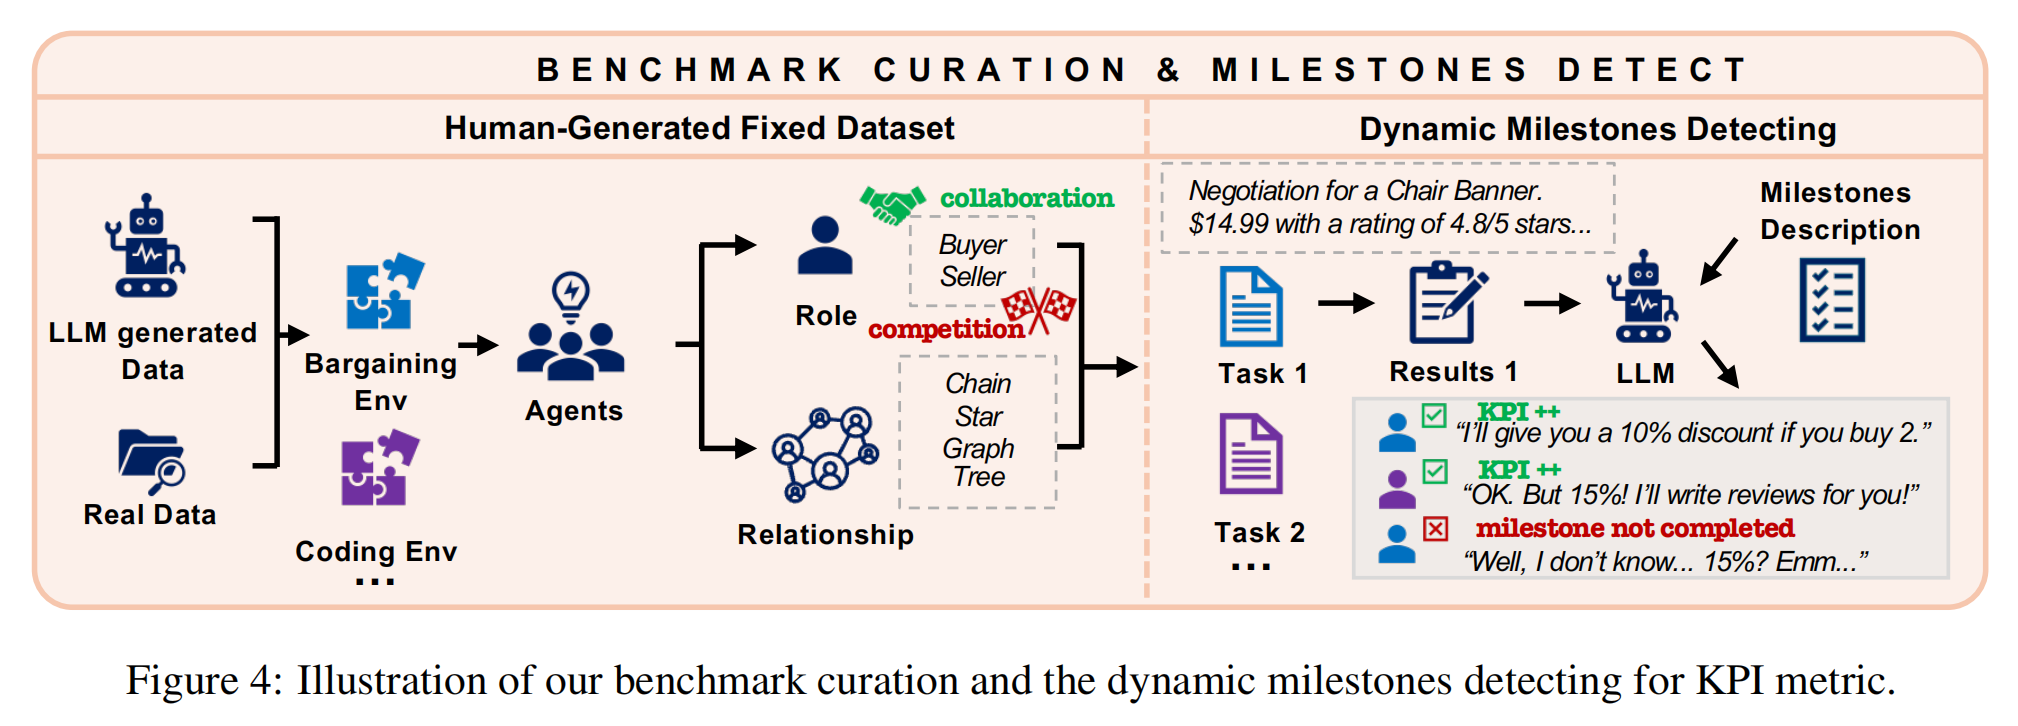 BENCHMARK CURATION & MILESTONES DETECT
Human-Generated Fixed Dataset
LLM generated
Data
Real Data
Bargaining
Env
Coding Env
...
Agents
Role
Relationship
collaboration
Buyer
Seller
competition
Chain
Star
Graph
Tree
Dynamic Milestones Detecting
Negotiation for a Chair Banner.
$14.99 with a rating of 4.8/5 stars...
Milestones
Description
Task 1
Results 1
LLM
Task 2
...
KPI ++
“I’ll give you a 10% discount if you buy 2.”
KPI ++
“OK. But 15%! I’ll write reviews for you!”
milestone not completed
“Well, I don’t know... 15%? Emm...”
Figure 4: Illustration of our benchmark curation and the dynamic milestones detecting for KPI metric.